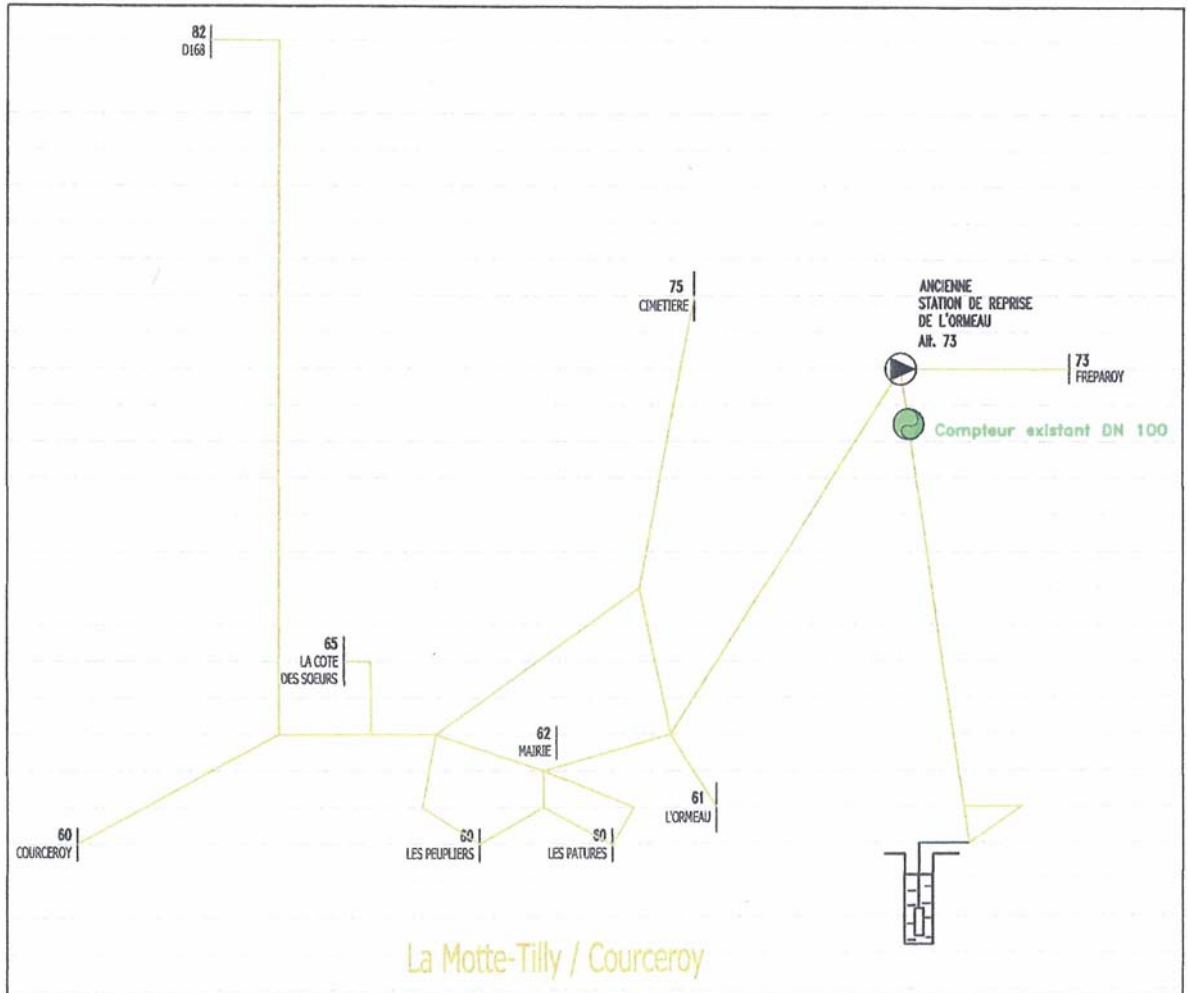 82
D168
75
CIMETIERE
ANCIENNE
STATION DE REPRISE
DE L'ORMEAU
Alt. 73
73
FREPAROY
Compteur existant DN 100
65
LA COTE
DES SOEURS
62
MAIRIE
61
L'ORMEAU
60
COURCEROY
60
LES PEUPLIERS
60
LES PATURES
La Motte-Tilly / Courceroy